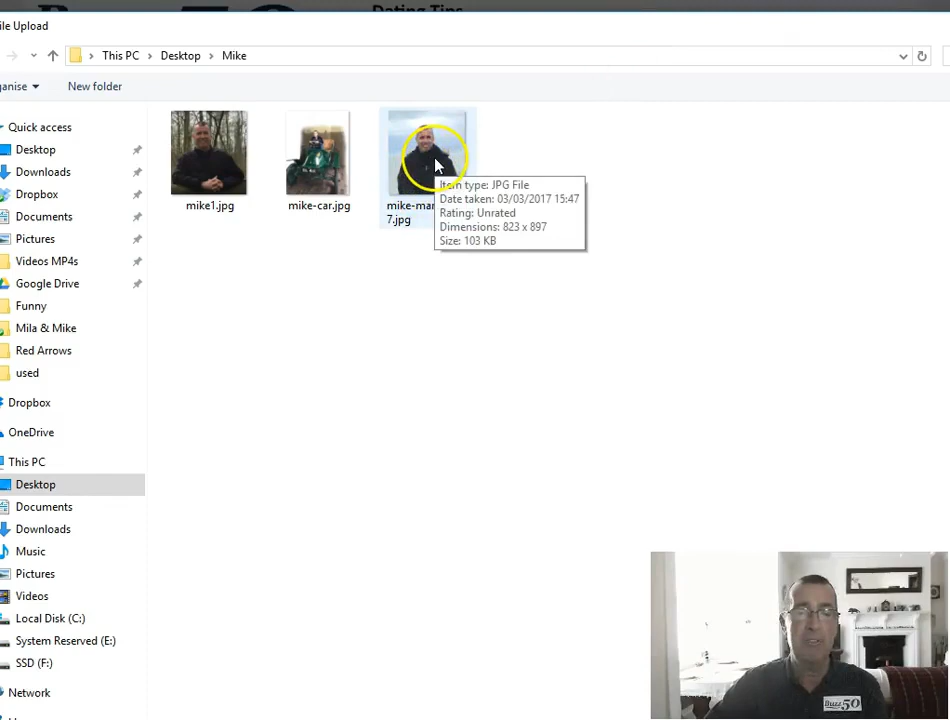 Dating Tips
ile Upload
This PC > Desktop > Mike
anise
New folder
Quick access
Desktop
Downloads
Dropbox
Documents
Pictures
Videos MP4s
Google Drive
Funny
Mila & Mike
Red Arrows
used
Dropbox
OneDrive
This PC
Desktop
Documents
Downloads
Music
Pictures
Videos
Local Disk (C:)
System Reserved (E:)
SSD (F:)
Network
mike1.jpg
mike-car.jpg
mike-mar
7.jpg
Item type: JPG File
Date taken: 03/03/2017 15:47
Rating: Unrated
Dimensions: 823 x 897
Size: 103 KB
Buzz50